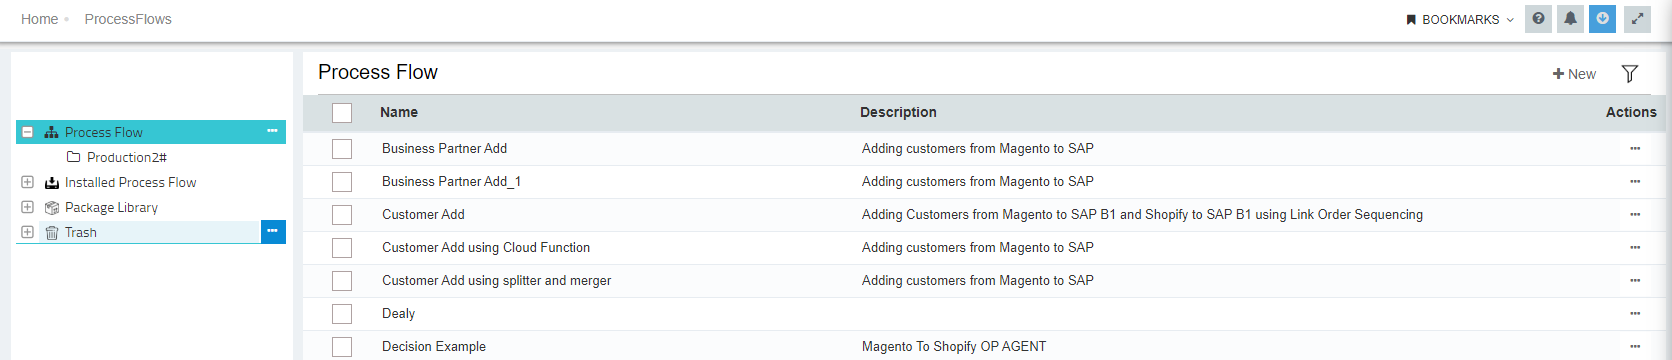 Home ProcessFlows
BOOKMARKS
Process Flow
Production2#
Installed Process Flow
Package Library
Trash
Process Flow
New
Name Description Actions
Business Partner Add Adding customers from Magento to SAP
Business Partner Add_1 Adding customers from Magento to SAP
Customer Add Adding Customers from Magento to SAP B1 and Shopify to SAP B1 using Link Order Sequencing
Customer Add using Cloud Function Adding customers from Magento to SAP
Customer Add using splitter and merger Adding customers from Magento to SAP
Dealy
Decision Example Magento To Shopify OP AGENT